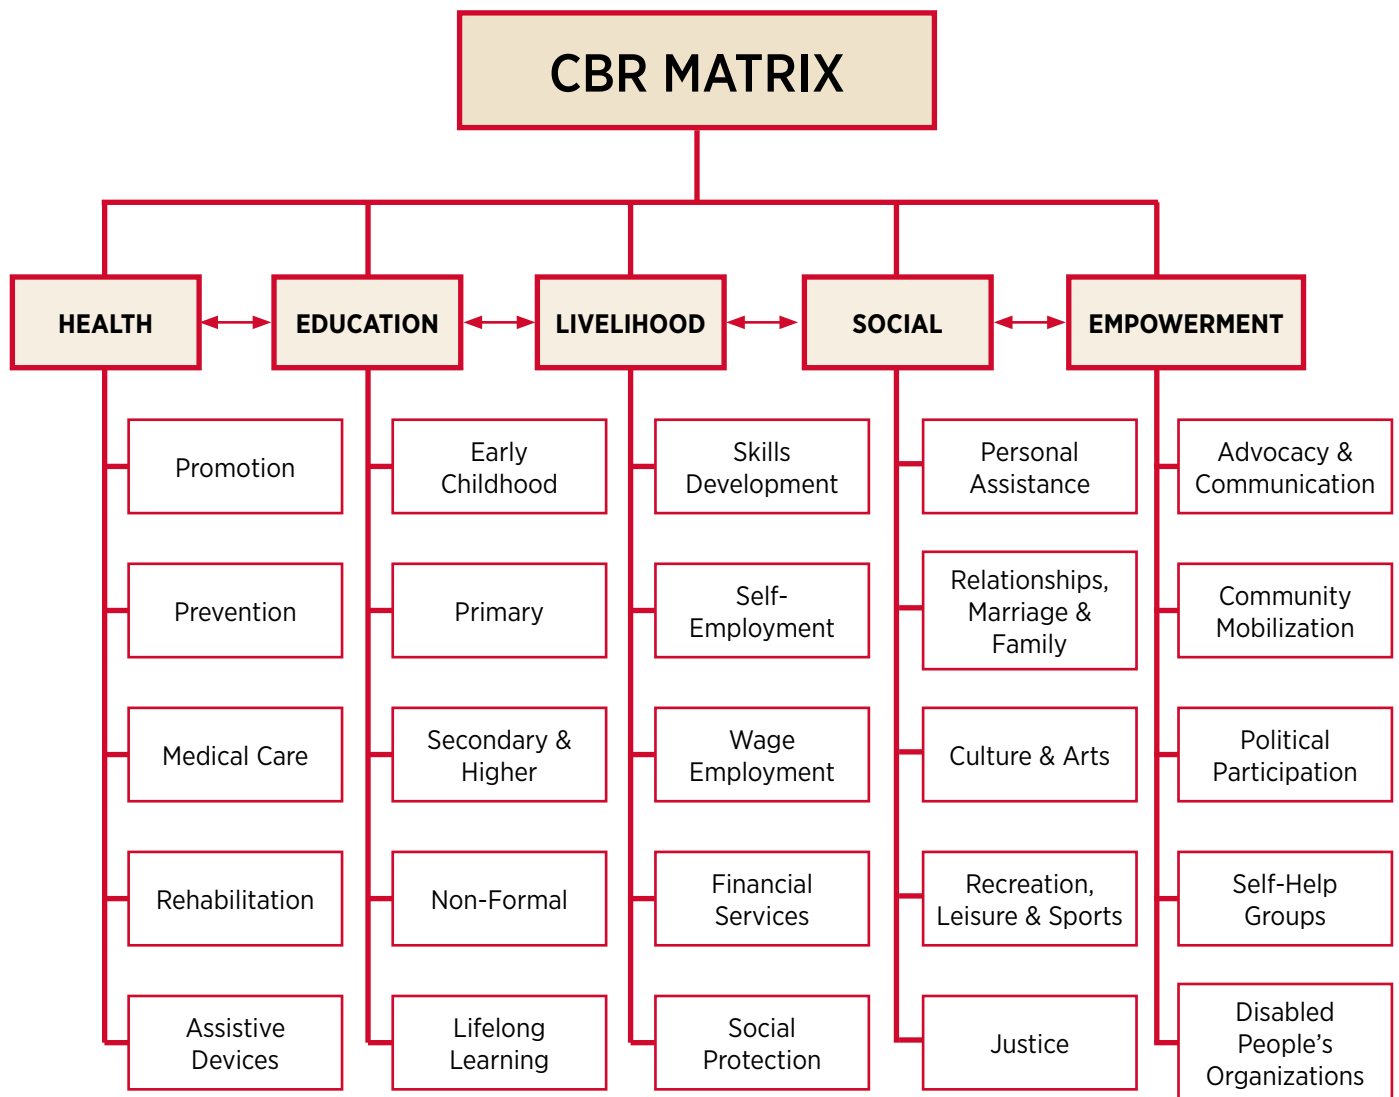 CBR MATRIX
HEALTH
EDUCATION
LIVELIHOOD
SOCIAL
EMPOWERMENT
Promotion
Prevention
Medical Care
Rehabilitation
Assistive
Devices
Early
Childhood
Primary
Secondary &
Higher
Non-Formal
Lifelong
Learning
Skills
Development
Self-
Employment
Wage
Employment
Financial
Services
Social
Protection
Personal
Assistance
Relationships,
Marriage &
Family
Culture & Arts
Recreation,
Leisure & Sports
Justice
Advocacy &
Communication
Community
Mobilization
Political
Participation
Self-Help
Groups
Disabled
People’s
Organizations